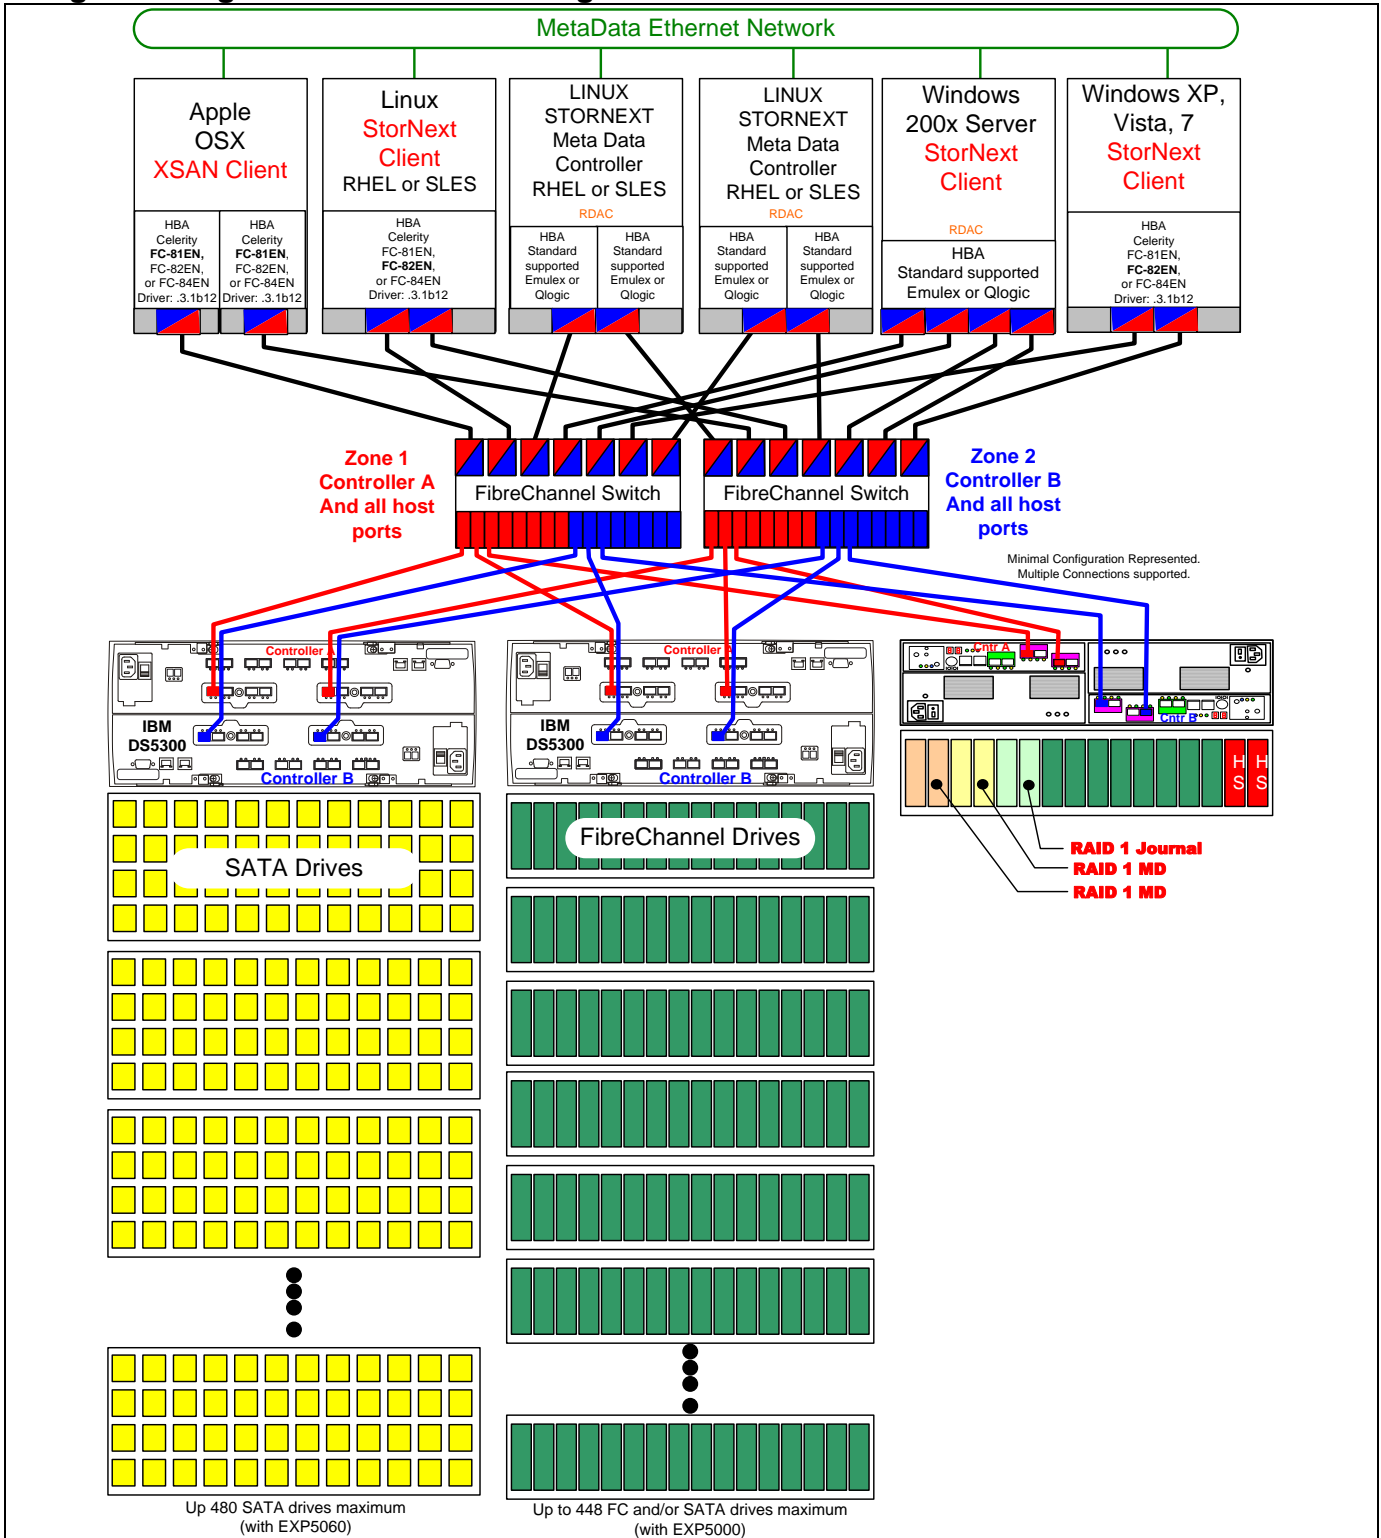 MetaData Ethernet Network
Apple
OSX
XSAN Client
HBA
Celerity
FC-81EN,
FC-82EN,
or FC-84EN
Driver: .3.1b12
HBA
Celerity
FC-81EN,
FC-82EN,
or FC-84EN
Driver: .3.1b12
Linux
StorNext
Client
RHEL or SLES
HBA
Celerity
FC-81EN,
FC-82EN,
or FC-84EN
Driver: .3.1b12
LINUX
STORNEXT
Meta Data
Controller
RHEL or SLES
RDAC
HBA
Standard
supported
Emulex or
Qlogic
HBA
Standard
supported
Emulex or
Qlogic
LINUX
STORNEXT
Meta Data
Controller
RHEL or SLES
RDAC
HBA
Standard
supported
Emulex or
Qlogic
HBA
Standard
supported
Emulex or
Qlogic
Windows
200x Server
StorNext
Client
RDAC
HBA
Standard supported
Emulex or Qlogic
Windows XP,
Vista, 7
StorNext
Client
HBA
Celerity
FC-81EN,
FC-82EN,
or FC-84EN
Driver: .3.1b12
Zone 1
Controller A
And all host
ports
FibreChannel Switch
FibreChannel Switch
Zone 2
Controller B
And all host
ports
Minimal Configuration Represented.
Multiple Connections supported.
Controller A
IBM
DS5300
Controller B
Controller A
IBM
DS5300
Controller B
Cntr A
Cntr B
H
S
H
S
RAID 1 Journal
RAID 1 MD
RAID 1 MD
SATA Drives
FibreChannel Drives
Up 480 SATA drives maximum
(with EXP5060)
Up to 448 FC and/or SATA drives maximum
(with EXP5000)